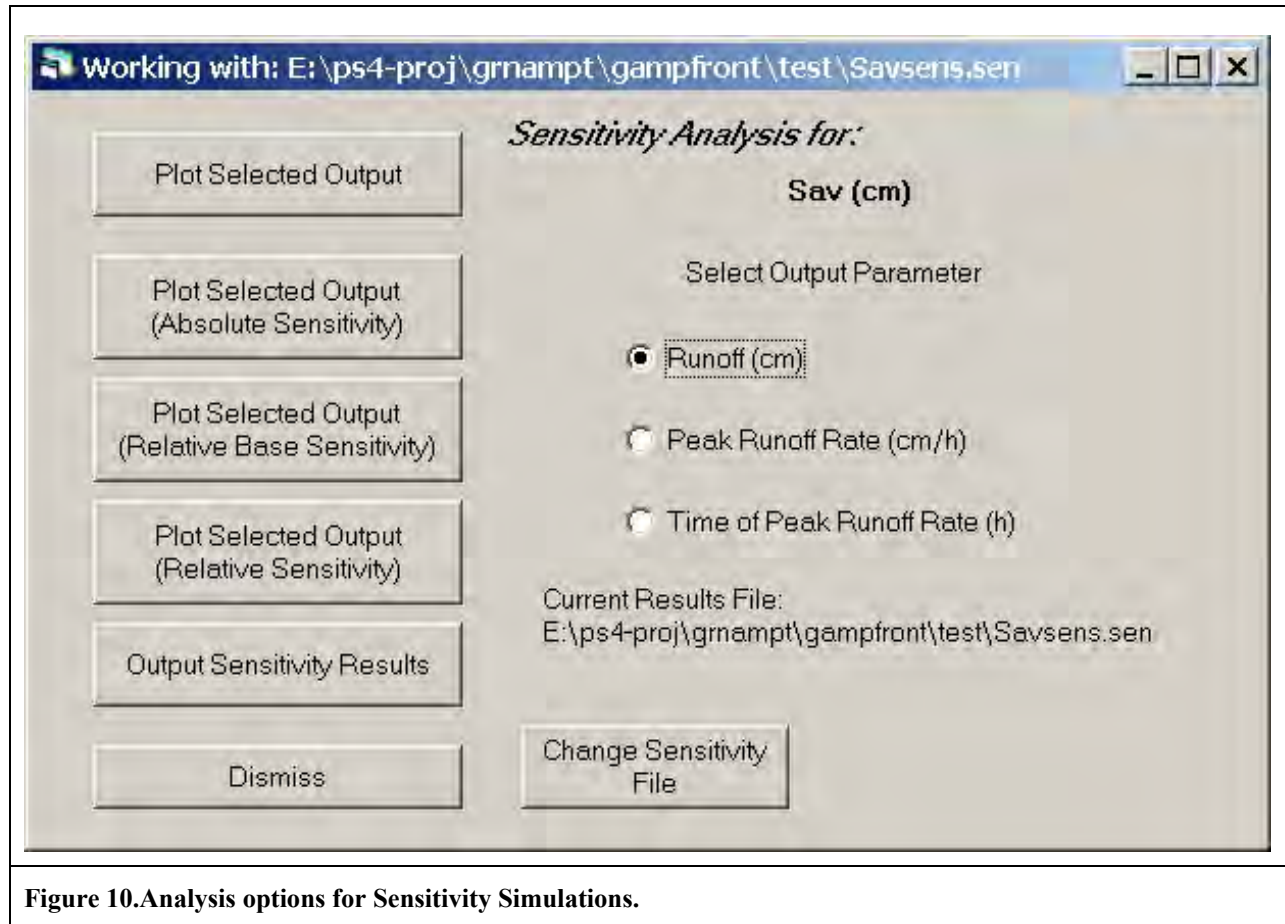 Working with: E:\ps4-proj\grnampt\gampfront\test\Savsens.sen
Plot Selected Output
Plot Selected Output
(Absolute Sensitivity)
Plot Selected Output
(Relative Base Sensitivity)
Plot Selected Output
(Relative Sensitivity)
Output Sensitivity Results
Dismiss
Sensitivity Analysis for:
Sav (cm)
Select Output Parameter
Runoff (cm)
Peak Runoff Rate (cm/h)
Time of Peak Runoff Rate (h)
Current Results File:
E:\ps4-proj\grnampt\gampfront\test\Savsens.sen
Change Sensitivity
File
Figure 10.Analysis options for Sensitivity Simulations.